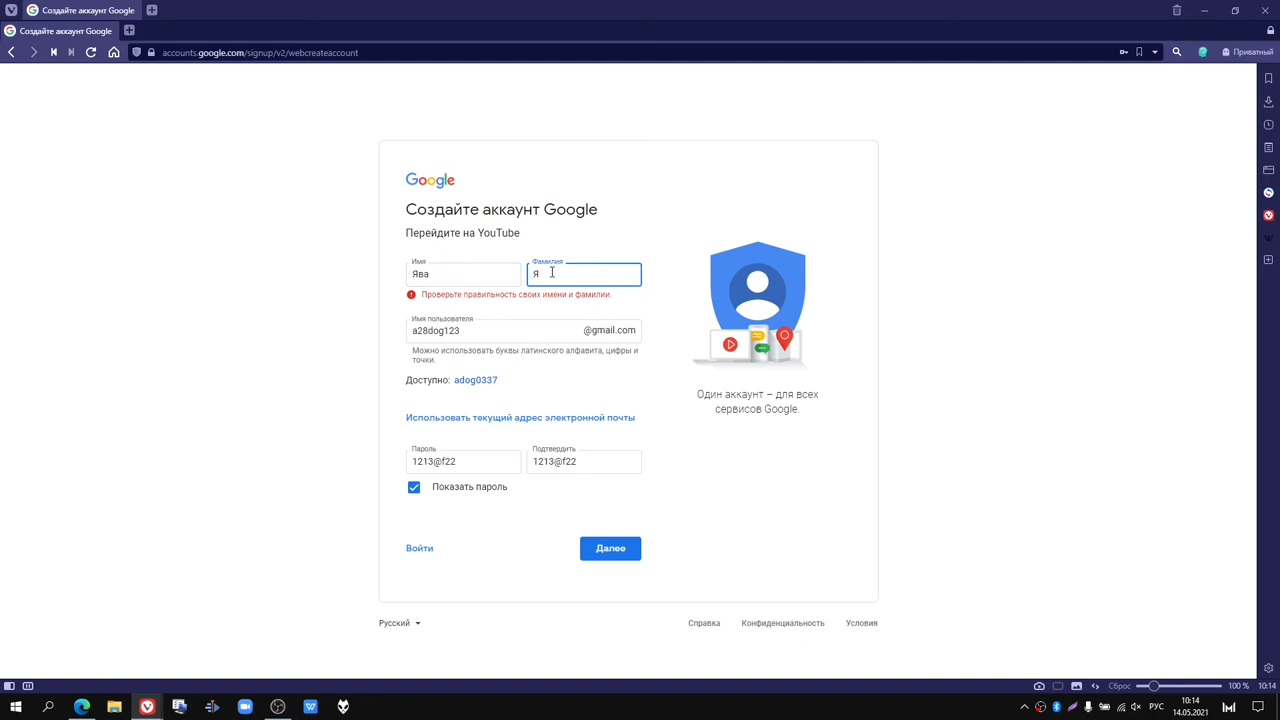 Создайте аккаунт Google
Создайте аккаунт Google
accounts.google.com/signup/v2/webcreateaccount
Приватный
Google
Создайте аккаунт Google
Перейдите на YouTube
Имя
Фамилия
Ява
Я
Проверьте правильность своих имени и фамилии.
Имя пользователя
a28dog123
@gmail.com
Можно использовать буквы латинского алфавита, цифры и
точки.
Доступно: adog0337
Использовать текущий адрес электронной почты
Пароль
Подтвердить
1213@f22
1213@f22
Показать пароль
Войти
Далее
Один аккаунт – для всех
сервисов Google.
Русский
Справка
Конфиденциальность
Условия
Сброс
100 %
10:14
РУС
10:14
14.05.2021